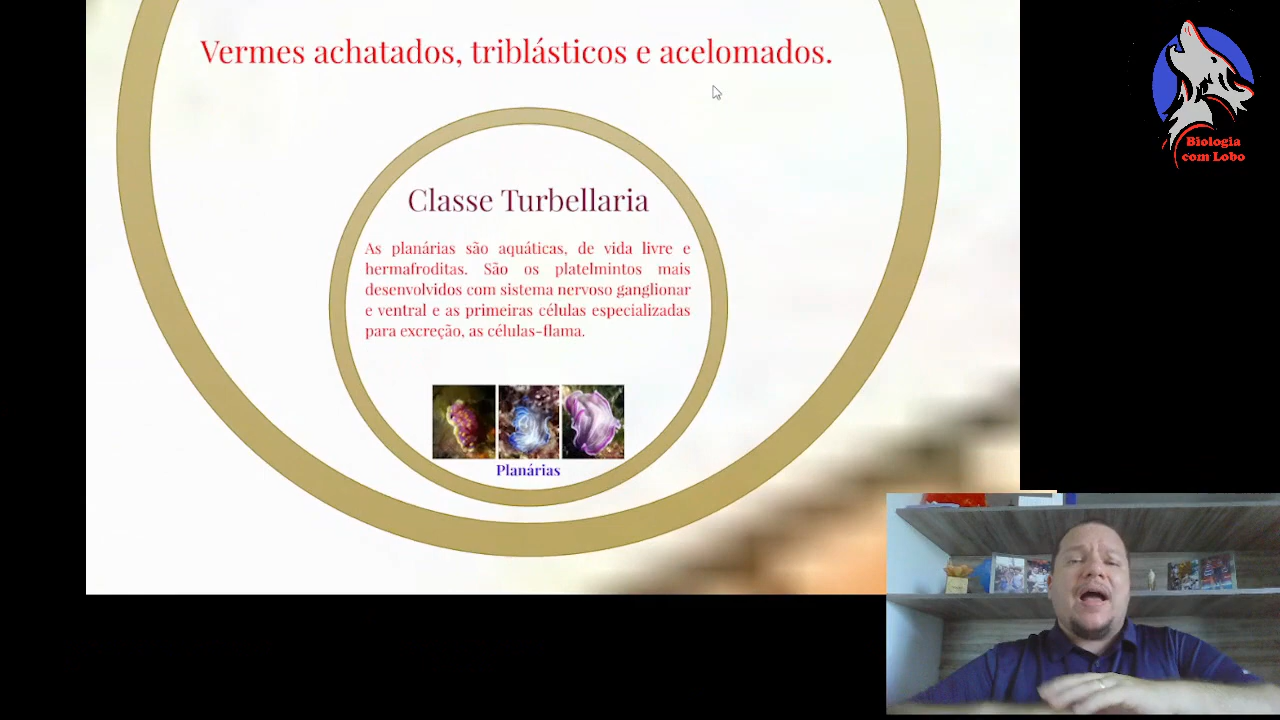 Vermes achatados, triblásticos e acelomados.
Classe Turbellaria
As planárias são aquáticas, de vida livre e
hermafroditas. São os platelmintos mais
desenvolvidos com sistema nervoso ganglionar
e ventral e as primeiras células especializadas
para excreção, as células-flama.
Planárias
Biologia
com Lobo